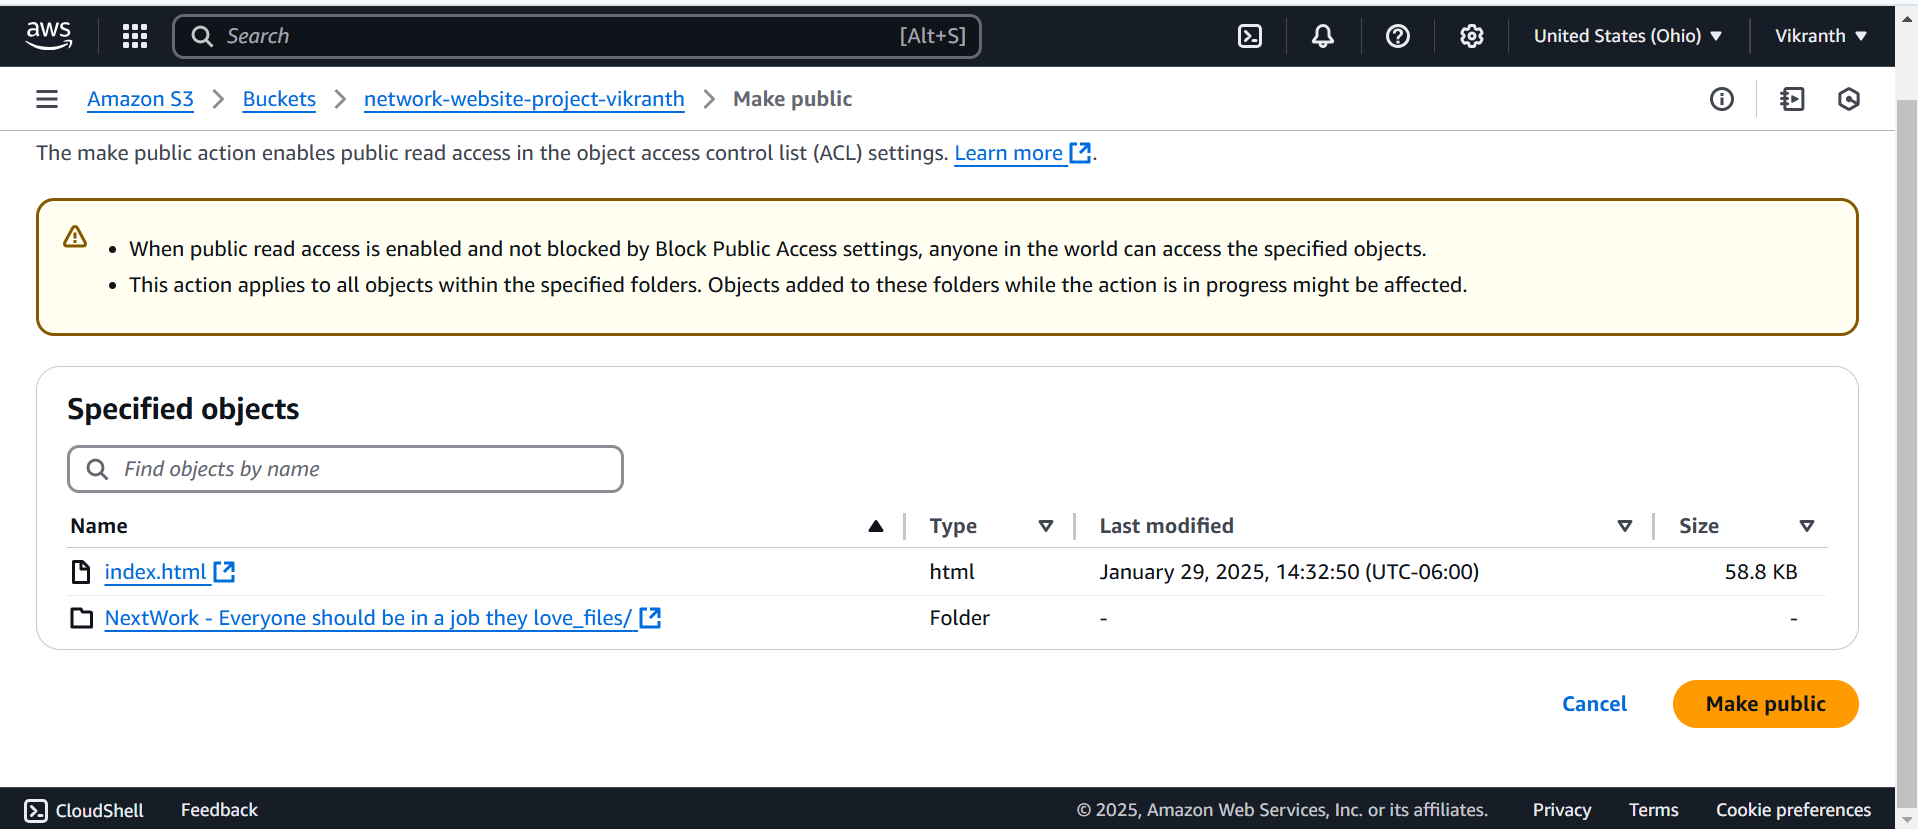 aws Search [Alt+S] United States (Ohio) Vikranth
Amazon S3 Buckets network-website-project-vikranth Make public
The make public action enables public read access in the object access control list (ACL) settings. Learn more.
• When public read access is enabled and not blocked by Block Public Access settings, anyone in the world can access the specified objects.
• This action applies to all objects within the specified folders. Objects added to these folders while the action is in progress might be affected.
Specified objects
Find objects by name
Name Type Last modified Size
index.html html January 29, 2025, 14:32:50 (UTC-06:00) 58.8 KB
NextWork - Everyone should be in a job they love_files/ Folder - -
Cancel Make public
CloudShell Feedback © 2025, Amazon Web Services, Inc. or its affiliates. Privacy Terms Cookie preferences